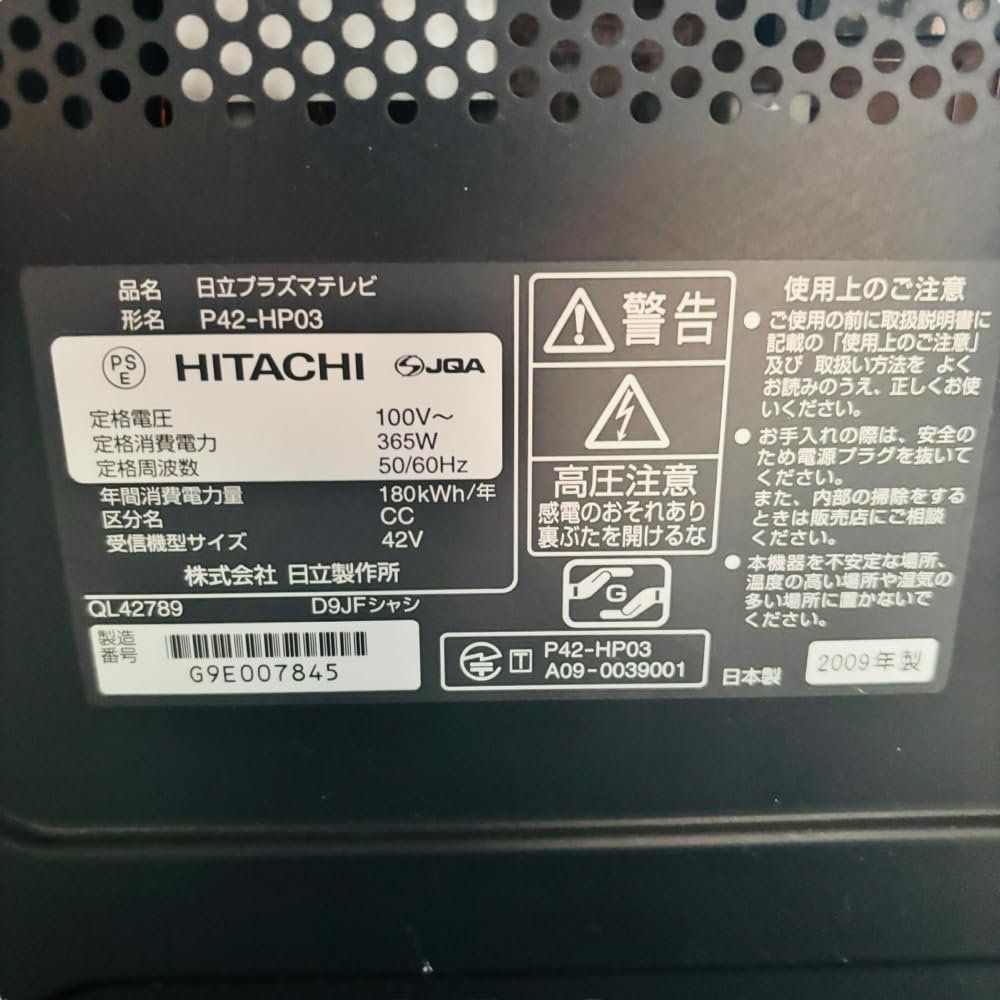 品名 日立プラズマテレビ
形名 P42-HP03
PS E HITACHI JQA
定格電圧 100V～
定格消費電力 365W
定格周波数 50/60Hz
年間消費電力量 180kWh/年
区分名 CC
受信機型サイズ 42V
株式会社 日立製作所
QL42789 D9JFシャシ
製造
番号
G9E007845
警告
高圧注意
感電のおそれあり
裏ぶたを開けるな
G
T P42-HP03
A09-0039001
使用上のご注意
●ご使用の前に取扱説明書に
記載の「使用上のご注意」
及び 取扱い方法を よく
お読みのうえ、正しくお使
いください。
●お手入れの際は、安全の
ため電源プラグを抜いて
ください。
また、内部の掃除をする
ときは販売店にご相談
ください。
●本機器を不安定な場所、
温度の高い場所や湿気の
多い場所に置かないで
ください。
日本製 2009年製